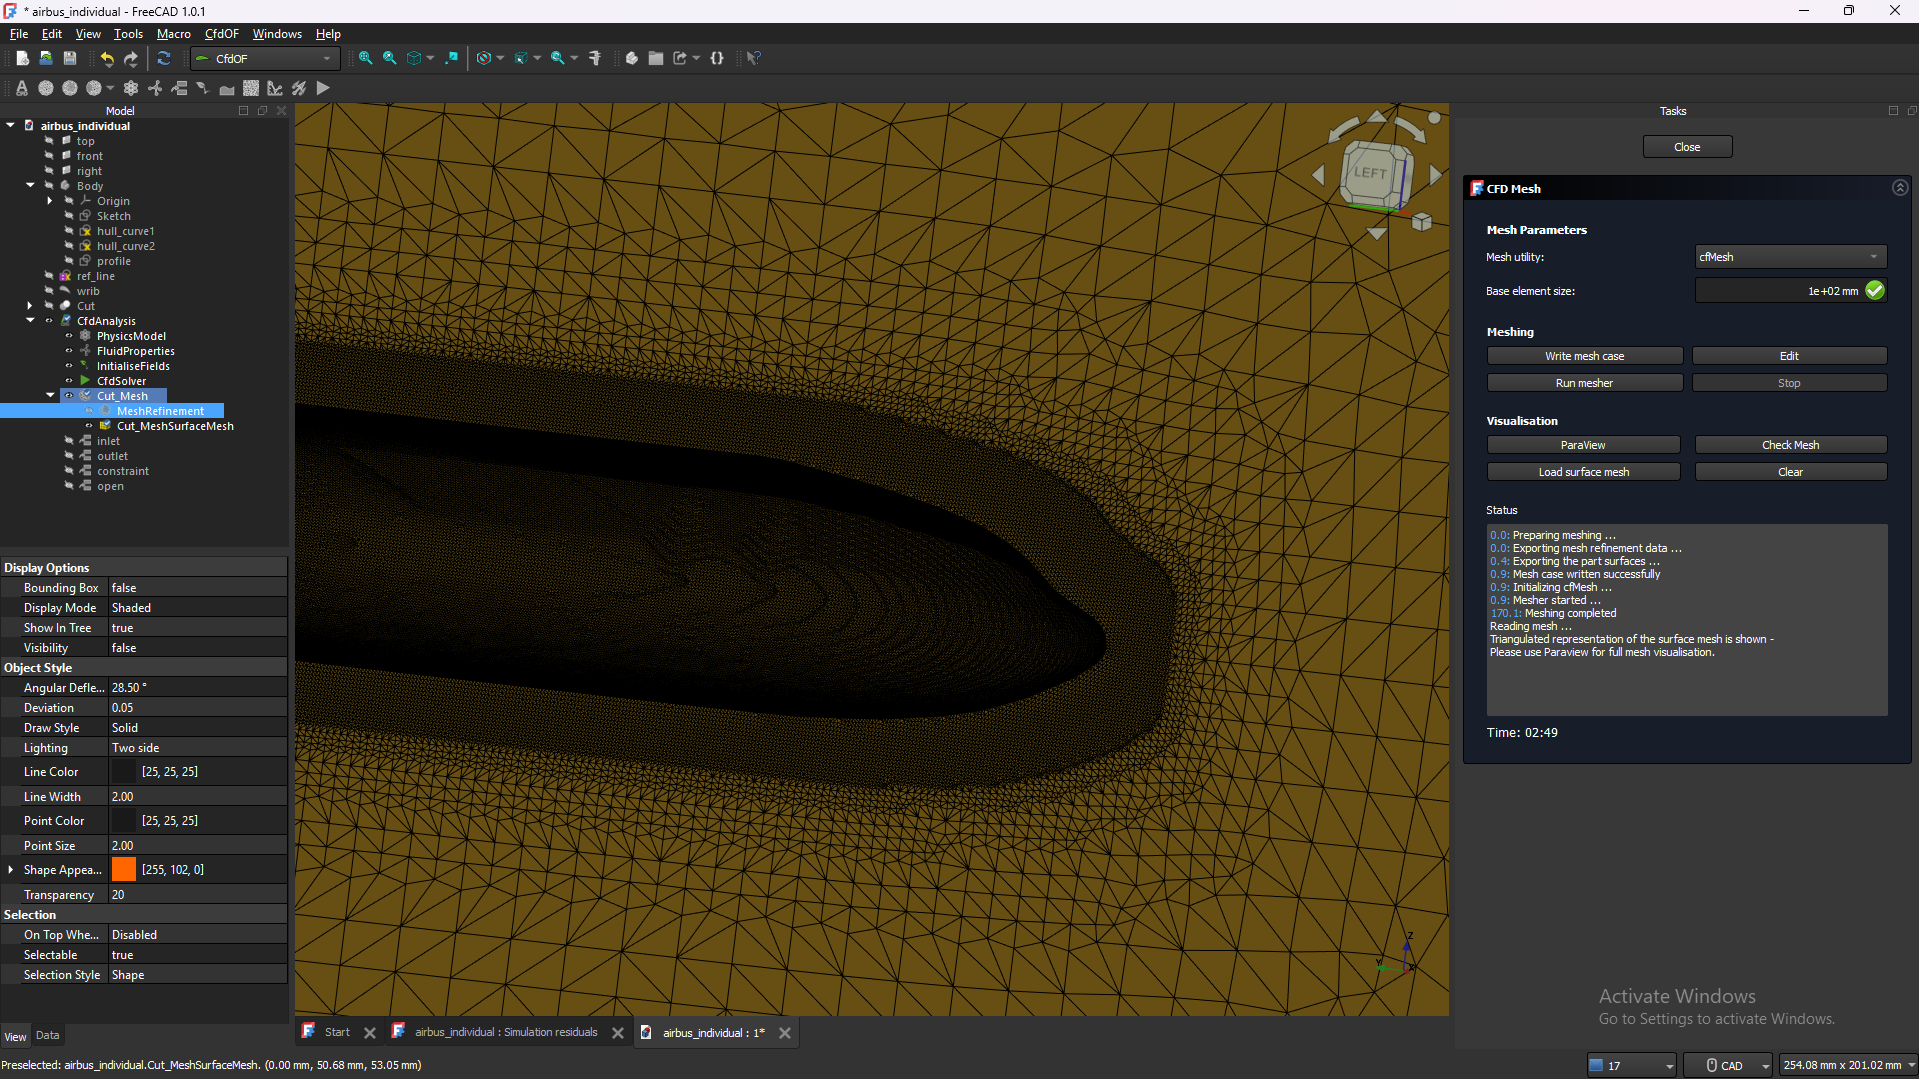 * airbus_individual - FreeCAD 1.0.1
File Edit View Tools Macro CfdOF Windows Help
CfdOF
Model
airbus_individual
top
front
right
Body
Origin
Sketch
hull_curve1
hull_curve2
profile
ref_line
wrib
Cut
CfdAnalysis
PhysicsModel
FluidProperties
InitialiseFields
CfdSolver
Cut_Mesh
MeshRefinement
Cut_MeshSurfaceMesh
inlet
outlet
constraint
open
Display Options
Bounding Box false
Display Mode Shaded
Show In Tree true
Visibility false
Object Style
Angular Defle... 28.50 °
Deviation 0.05
Draw Style Solid
Lighting Two side
Line Color [25, 25, 25]
Line Width 2.00
Point Color [25, 25, 25]
Point Size 2.00
Shape Appea... [255, 102, 0]
Transparency 20
Selection
On Top Whe... Disabled
Selectable true
Selection Style Shape
View Data
LEFT
Z
Y
X
Start airbus_individual : Simulation residuals airbus_individual : 1*
Tasks
Close
CFD Mesh
Mesh Parameters
Mesh utility: cfMesh
Base element size: 1e+02 mm
Meshing
Write mesh case Edit
Run mesher Stop
Visualisation
ParaView Check Mesh
Load surface mesh Clear
Status
0.0: Preparing meshing ...
0.0: Exporting mesh refinement data ...
0.4: Exporting the part surfaces ...
0.9: Mesh case written successfully
0.9: Initializing cfMesh ...
0.9: Mesher started ...
170.1: Meshing completed
Reading mesh ...
Triangulated representation of the surface mesh is shown -
Please use Paraview for full mesh visualisation.
Time: 02:49
Activate Windows
Go to Settings to activate Windows.
Preselected: airbus_individual.Cut_MeshSurfaceMesh. (0.00 mm, 50.68 mm, 53.05 mm)
17 CAD 254.08 mm x 201.02 mm